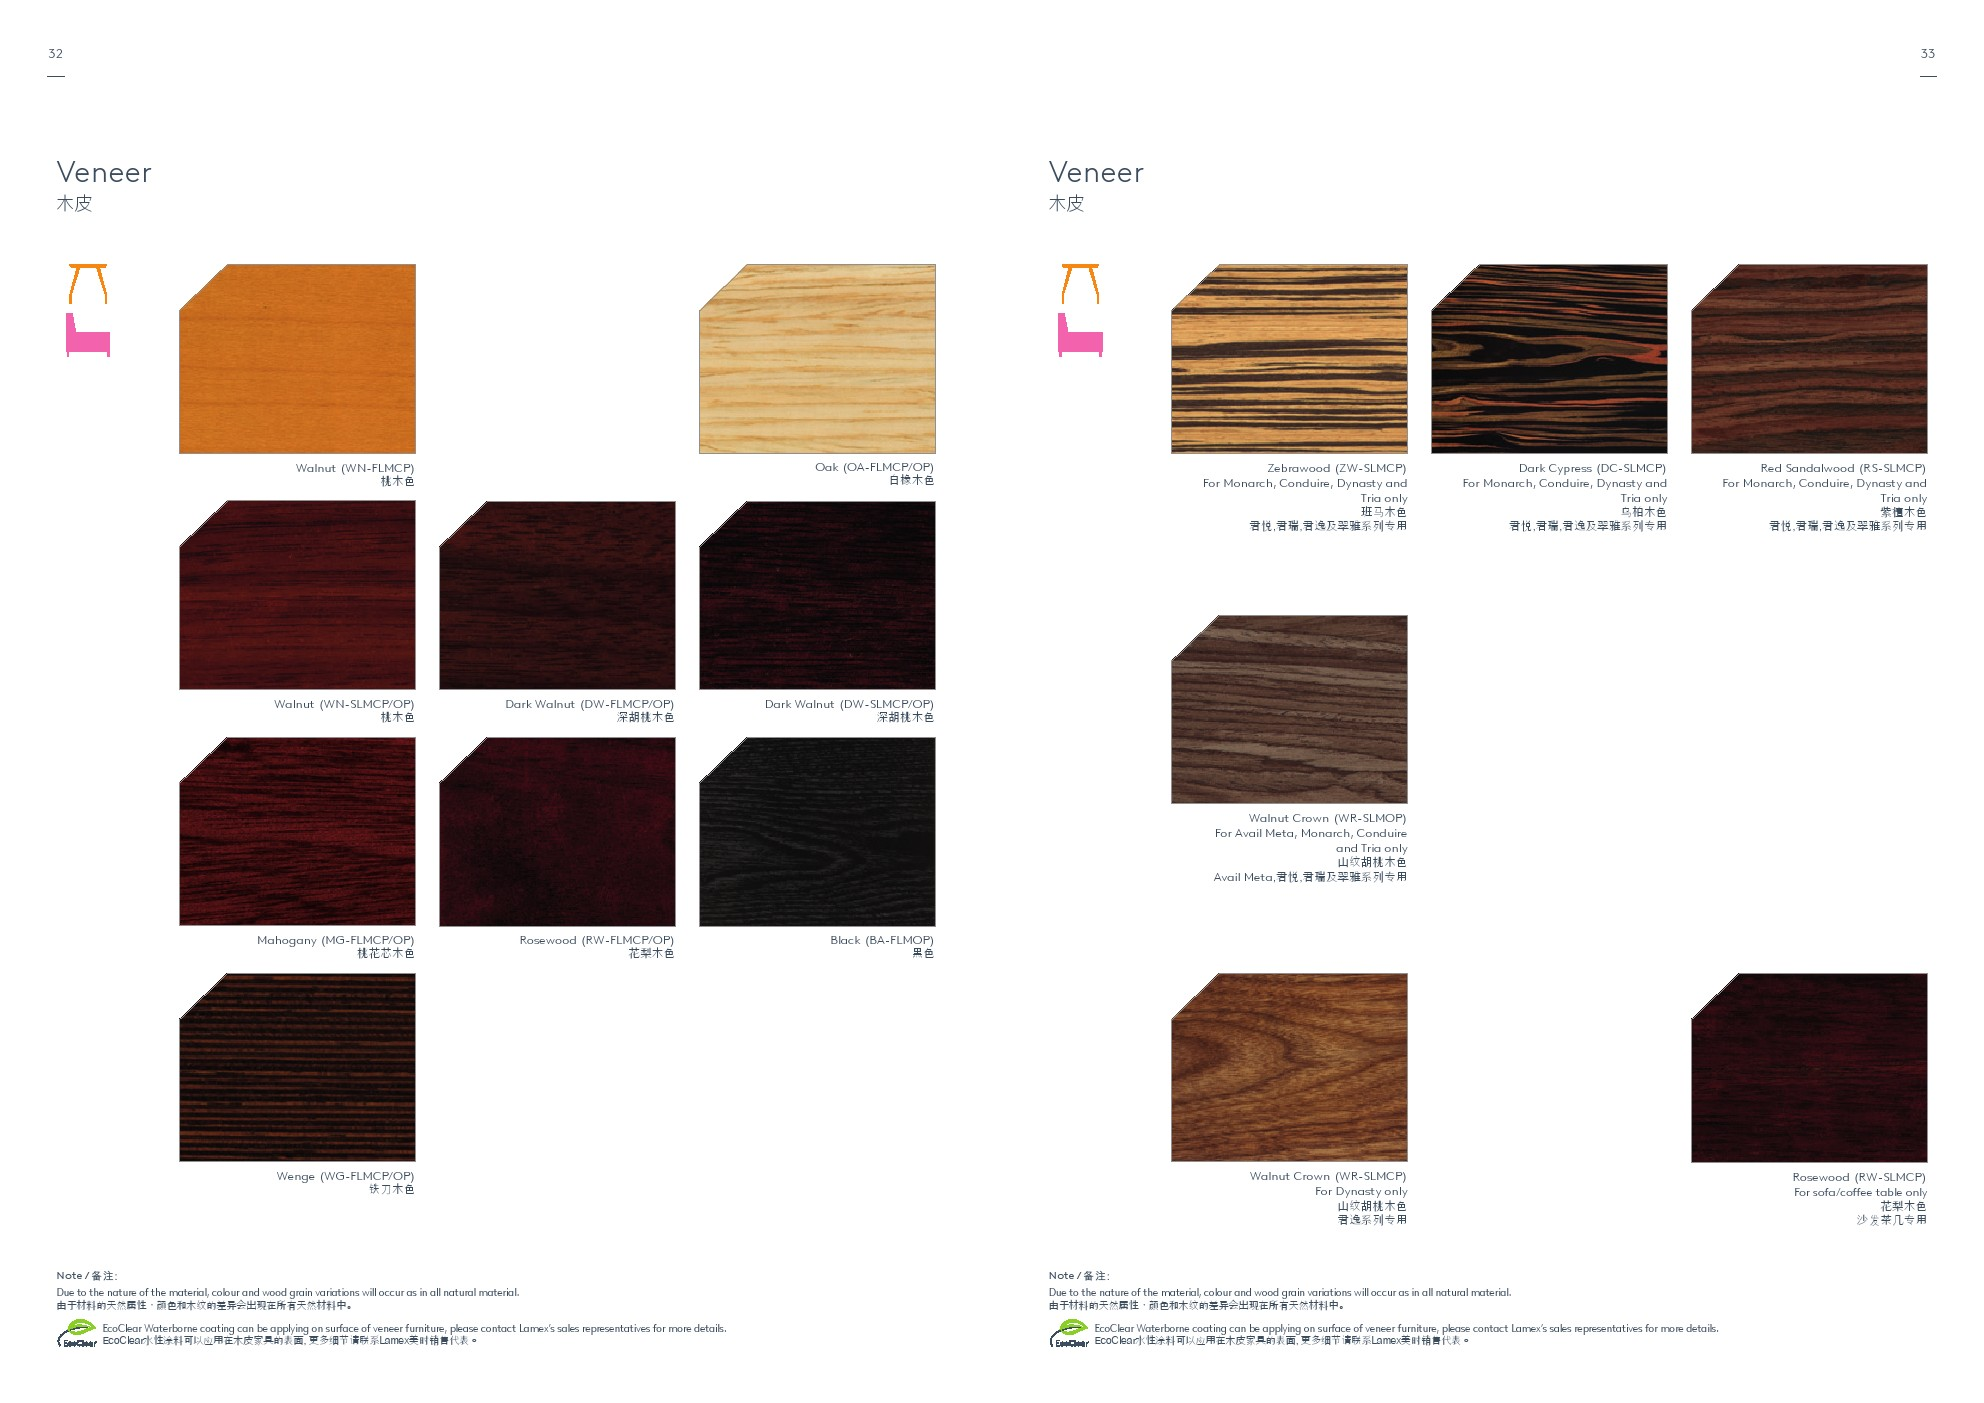 32
Veneer
木皮
Walnut (WN-FLMCP)
桃木色
Oak (OA-FLMCP/OP)
白橡木色
Walnut (WN-SLMCP/OP)
桃木色
Dark Walnut (DW-FLMCP/OP)
深胡桃木色
Dark Walnut (DW-SLMCP/OP)
深胡桃木色
Mahogany (MG-FLMCP/OP)
桃花芯木色
Rosewood (RW-FLMCP/OP)
花梨木色
Black (BA-FLMOP)
黑色
Wenge (WG-FLMCP/OP)
铁刀木色
Note / 备注:
Due to the nature of the material, colour and wood grain variations will occur as in all natural material.
由于材料的天然属性，颜色和木纹的差异会出现在所有天然材料中。
EcoClear
EcoClear Waterborne coating can be applying on surface of veneer furniture, please contact Lamex's sales representatives for more details.
EcoClear水性涂料可以应用在木皮家具的表面, 更多细节请联系Lamex美时销售代表。
33
Veneer
木皮
Zebrawood (ZW-SLMCP)
For Monarch, Conduire, Dynasty and
Tria only
班马木色
君悦,君瑞,君逸及翠雅系列专用
Dark Cypress (DC-SLMCP)
For Monarch, Conduire, Dynasty and
Tria only
乌柏木色
君悦,君瑞,君逸及翠雅系列专用
Red Sandalwood (RS-SLMCP)
For Monarch, Conduire, Dynasty and
Tria only
紫檀木色
君悦,君瑞,君逸及翠雅系列专用
Walnut Crown (WR-SLMOP)
For Avail Meta, Monarch, Conduire
and Tria only
山纹胡桃木色
Avail Meta,君悦,君瑞及翠雅系列专用
Walnut Crown (WR-SLMCP)
For Dynasty only
山纹胡桃木色
君逸系列专用
Rosewood (RW-SLMCP)
For sofa/coffee table only
花梨木色
沙发茶几专用
Note / 备注:
Due to the nature of the material, colour and wood grain variations will occur as in all natural material.
由于材料的天然属性，颜色和木纹的差异会出现在所有天然材料中。
EcoClear
EcoClear Waterborne coating can be applying on surface of veneer furniture, please contact Lamex's sales representatives for more details.
EcoClear水性涂料可以应用在木皮家具的表面, 更多细节请联系Lamex美时销售代表。